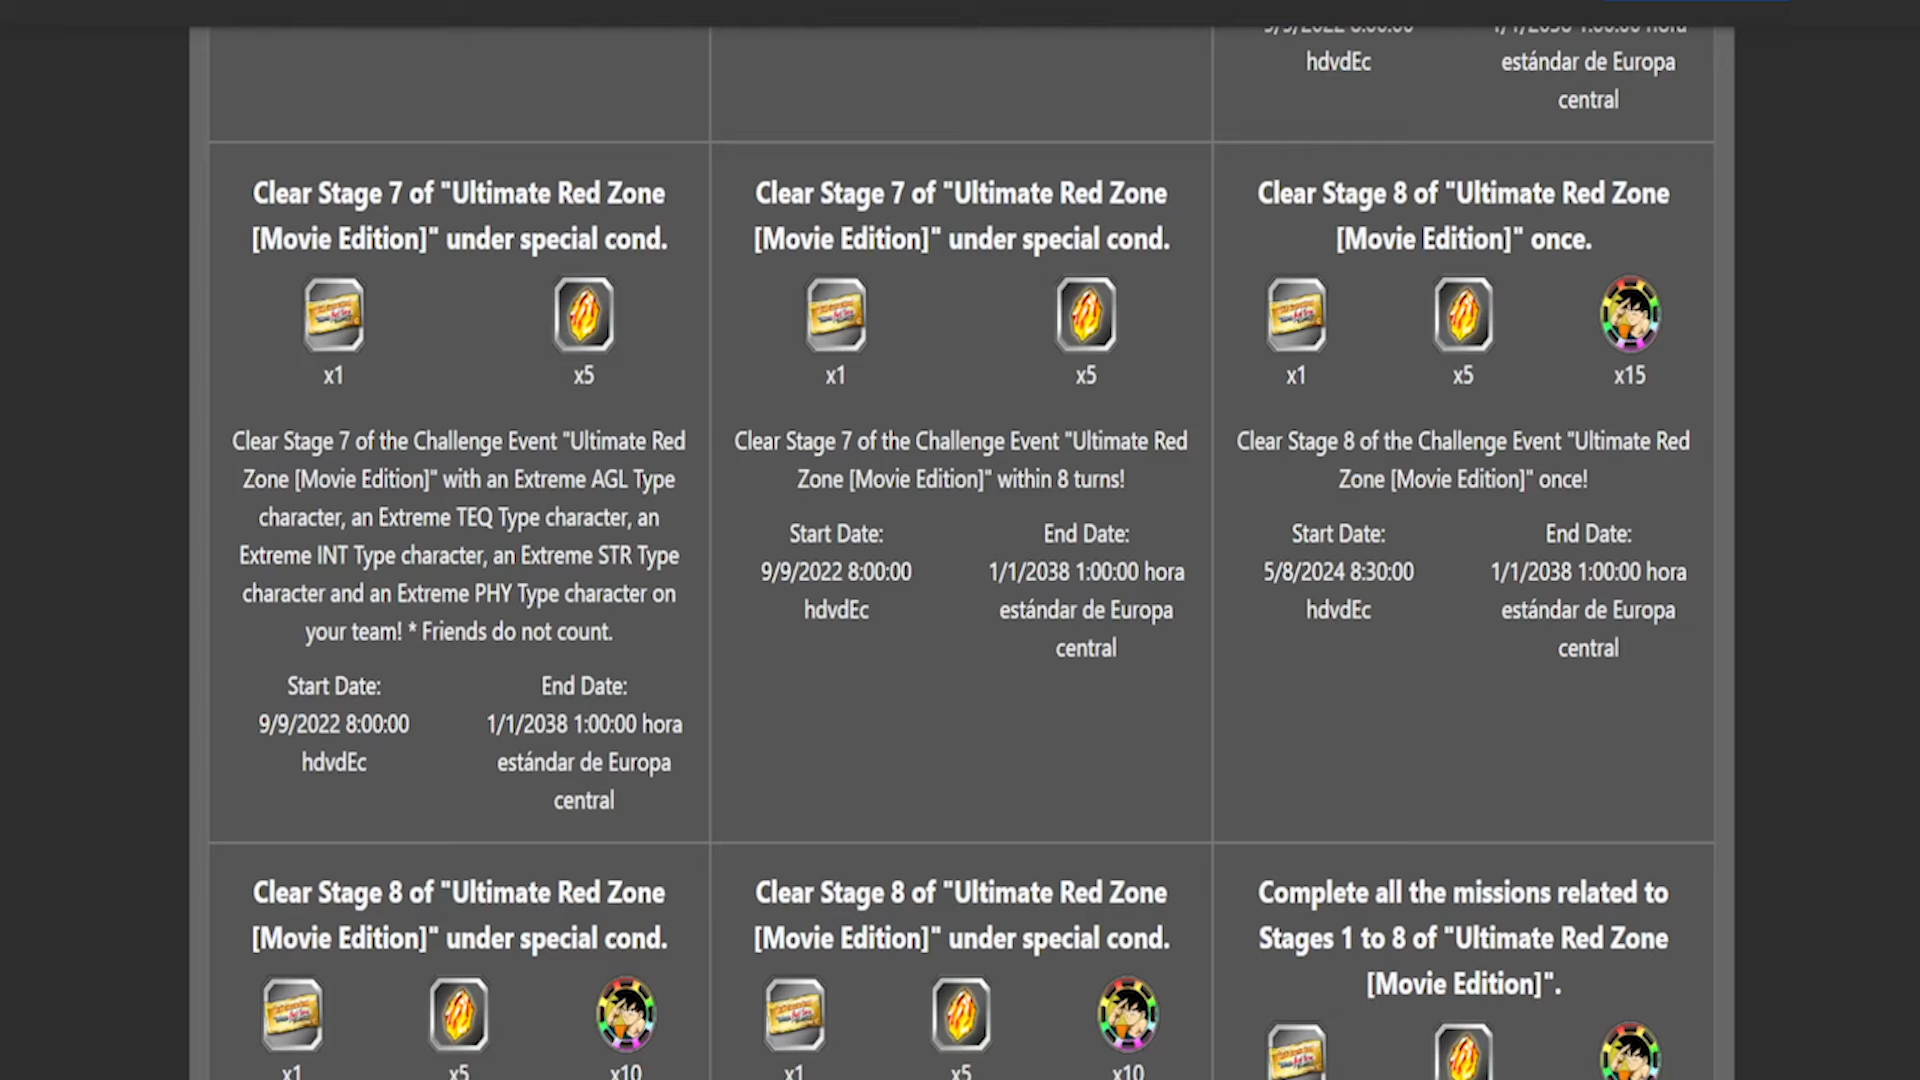 hdvdEc
estándar de Europa
central
Clear Stage 7 of "Ultimate Red Zone
[Movie Edition]" under special cond.
x1
x5
Clear Stage 7 of the Challenge Event "Ultimate Red
Zone [Movie Edition]" with an Extreme AGL Type
character, an Extreme TEQ Type character, an
Extreme INT Type character, an Extreme STR Type
character and an Extreme PHY Type character on
your team! * Friends do not count.
Start Date:
9/9/2022 8:00:00
hdvdEc
End Date:
1/1/2038 1:00:00 hora
estándar de Europa
central
Clear Stage 7 of "Ultimate Red Zone
[Movie Edition]" under special cond.
x1
x5
Clear Stage 7 of the Challenge Event "Ultimate Red
Zone [Movie Edition]" within 8 turns!
Start Date:
9/9/2022 8:00:00
hdvdEc
End Date:
1/1/2038 1:00:00 hora
estándar de Europa
central
Clear Stage 8 of "Ultimate Red Zone
[Movie Edition]" once.
x1
x5
x15
Clear Stage 8 of the Challenge Event "Ultimate Red
Zone [Movie Edition]" once!
Start Date:
5/8/2024 8:30:00
hdvdEc
End Date:
1/1/2038 1:00:00 hora
estándar de Europa
central
Clear Stage 8 of "Ultimate Red Zone
[Movie Edition]" under special cond.
x1
x5
x10
Clear Stage 8 of "Ultimate Red Zone
[Movie Edition]" under special cond.
x1
x5
x10
Complete all the missions related to
Stages 1 to 8 of "Ultimate Red Zone
[Movie Edition]".